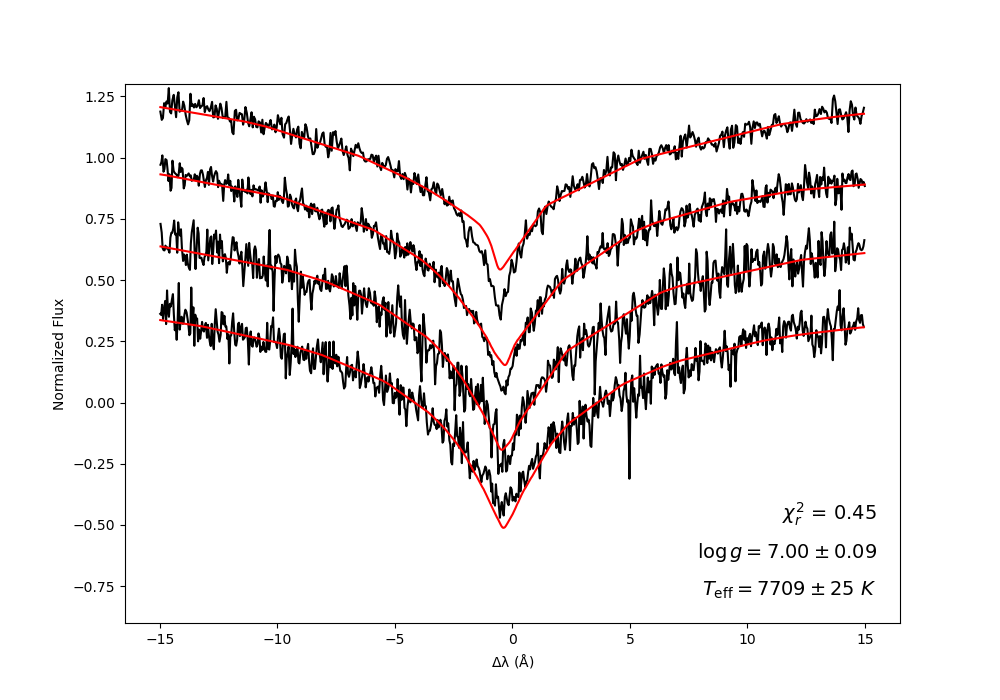 1.25
1.00
0.75
0.50
0.25
0.00
−0.25
−0.50
−0.75
Normalized Flux
χ²ᵣ = 0.45
log g = 7.00 ± 0.09
T_eff = 7709 ± 25 K
−15 −10 −5 0 5 10 15
Δλ (Å)